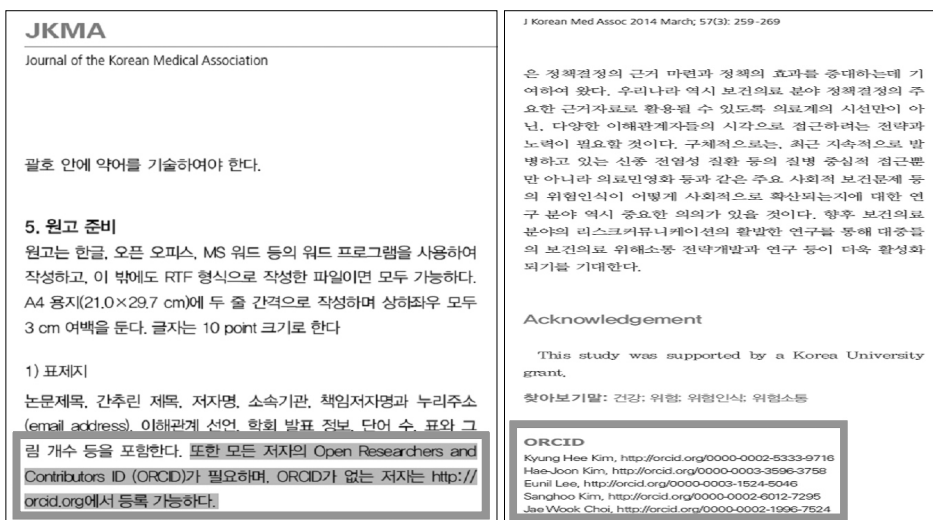 JKMA
Journal of the Korean Medical Association
괄호 안에 약어를 기술하여야 한다.
5. 원고 준비
원고는 한글, 오픈 오피스, MS 워드 등의 워드 프로그램을 사용하여
작성하고, 이 밖에도 RTF 형식으로 작성한 파일이면 모두 가능하다.
A4 용지(21.0×29.7 cm)에 두 줄 간격으로 작성하며 상하좌우 모두
3 cm 여백을 둔다. 글자는 10 point 크기로 한다
1) 표제지
논문제목, 간추린 제목, 저자명, 소속기관, 책임저자명과 누리주소
(email address), 이해관계 선언, 학회 발표 정보, 단어 수, 표와 그
림 개수 등을 포함한다. 또한 모든 저자의 Open Researchers and
Contributors ID (ORCID)가 필요하며, ORCID가 없는 저자는 http://
orcid.org에서 등록 가능하다.
J Korean Med Assoc 2014 March; 57(3): 259-269
은 정책결정의 근거 마련과 정책의 효과를 증대하는데 기
여하여 왔다. 우리나라 역시 보건의료 분야 정책결정의 주
요한 근거자료로 활용될 수 있도록 의료계의 시선만이 아
닌, 다양한 이해관계자들의 시각으로 접근하려는 전략과
노력이 필요할 것이다. 구체적으로는, 최근 지속적으로 발
병하고 있는 신종 전염성 질환 등의 질병 중심적 접근뿐
만 아니라 의료민영화 등과 같은 주요 사회적 보건문제 등
의 위험인식이 어떻게 사회적으로 확산되는지에 대한 연
구 분야 역시 중요한 의의가 있을 것이다. 향후 보건의료
분야의 리스크커뮤니케이션의 활발한 연구를 통해 대중들
의 보건의료 위해소통 전략개발과 연구 등이 더욱 활성화
되기를 기대한다.
Acknowledgement
This study was supported by a Korea University
grant.
찾아보기말: 건강; 위험; 위험인식; 위험소통
ORCID
Kyung Hee Kim, http://orcid.org/0000-0002-5333-9716
Hae-Joon Kim, http://orcid.org/0000-0003-3596-3758
Eunil Lee, http://orcid.org/0000-0003-1524-5046
Sanghoo Kim, http://orcid.org/0000-0002-6012-7295
Jae Wook Choi, http://orcid.org/0000-0002-1996-7524